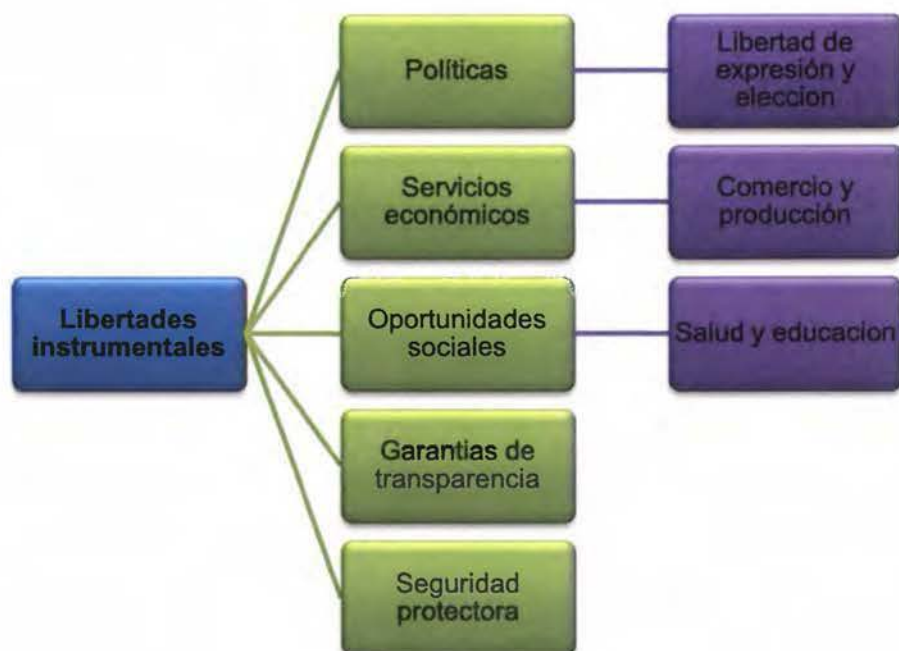 Políticas
Libertad de
expresión y
eleccion
Servicios
económicos
Comercio y
producción
Libertades
instrumentales
Oportunidades
sociales
Salud y educacion
Garantias de
transparencia
Seguridad
protectora